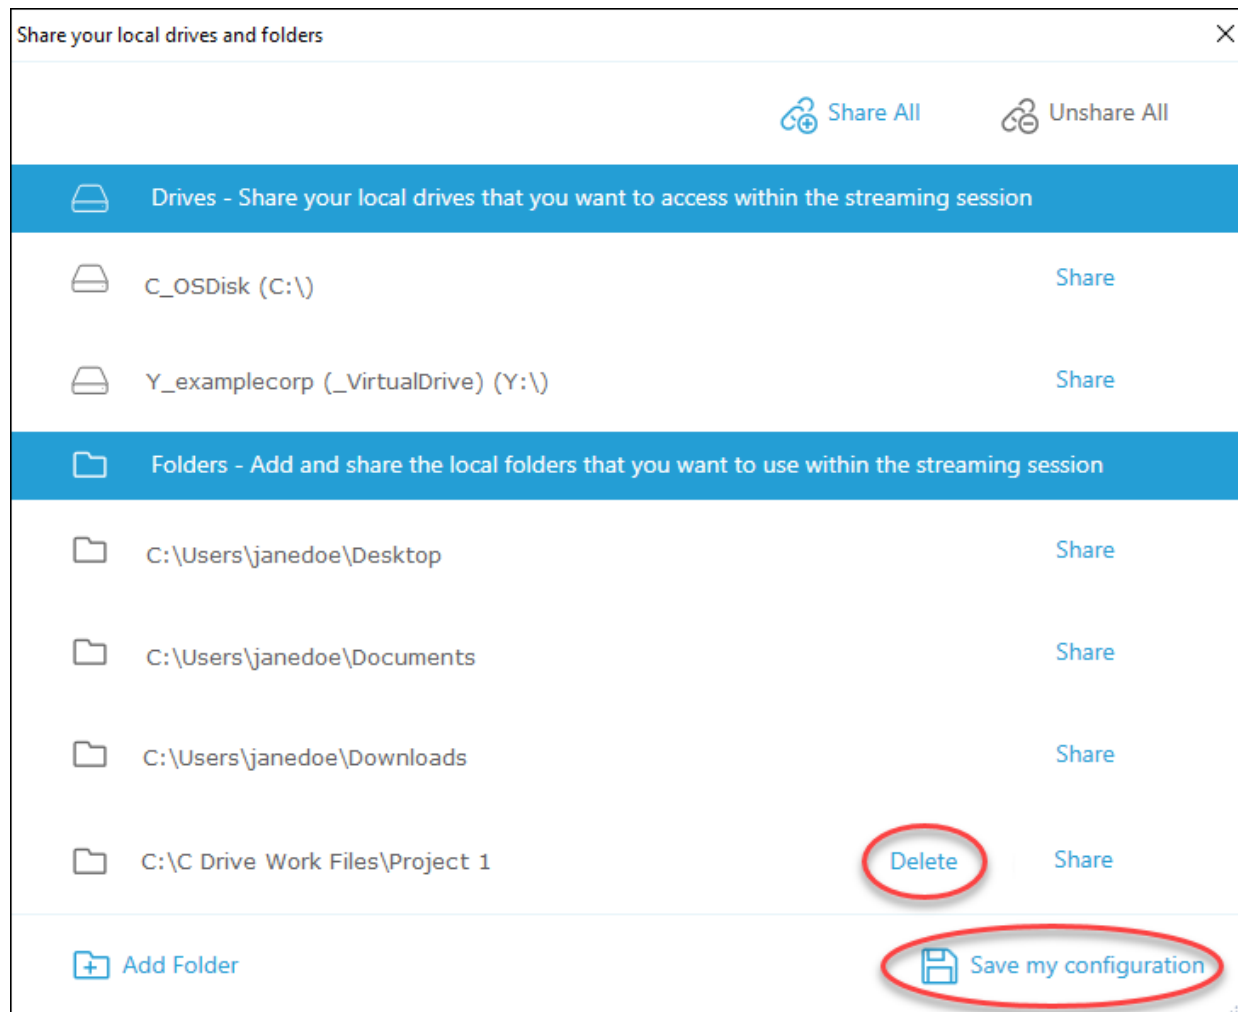 Share your local drives and folders
Share All
Unshare All
Drives - Share your local drives that you want to access within the streaming session
C_OSDisk (C:\)
Share
Y_examplecorp (_VirtualDrive) (Y:\)
Share
Folders - Add and share the local folders that you want to use within the streaming session
C:\Users\janedoe\Desktop
Share
C:\Users\janedoe\Documents
Share
C:\Users\janedoe\Downloads
Share
C:\C Drive Work Files\Project 1
Delete
Share
Add Folder
Save my configuration